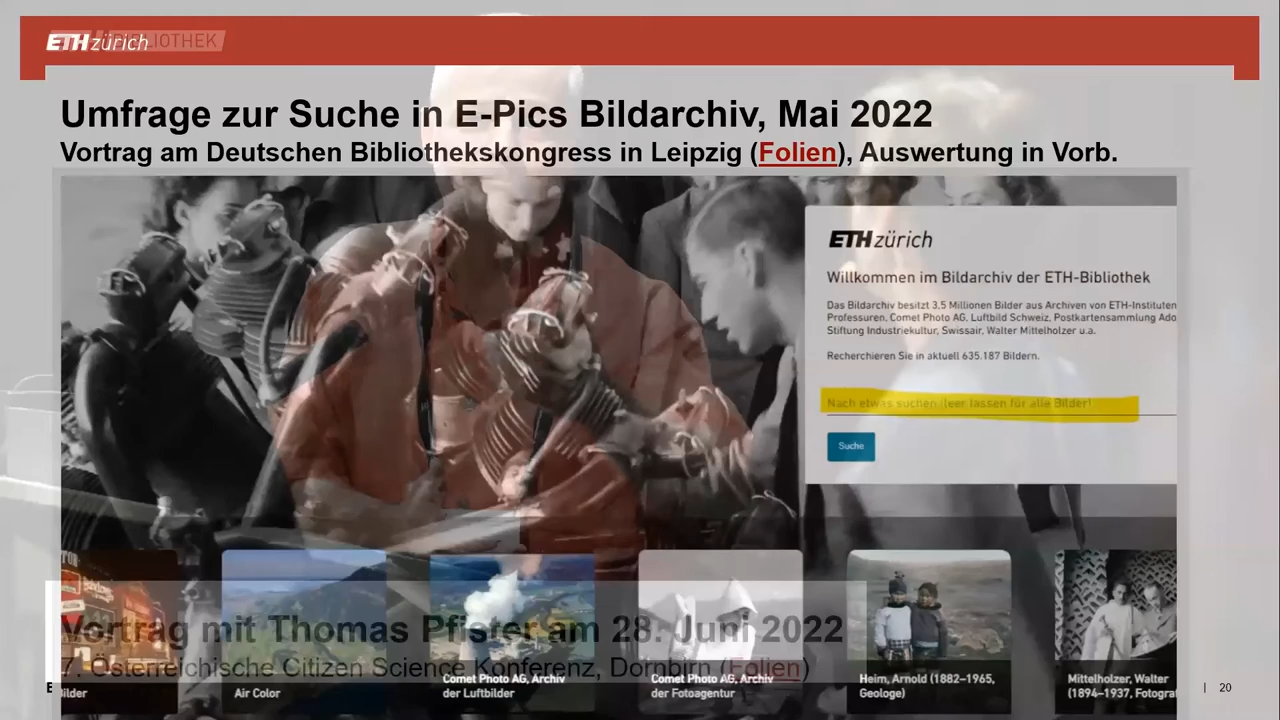 ETH zürich BIBLIOTHEK
Umfrage zur Suche in E-Pics Bildarchiv, Mai 2022
Vortrag am Deutschen Bibliothekskongress in Leipzig (Folien), Auswertung in Vorb.
ETH zürich
Willkommen im Bildarchiv der ETH-Bibliothek
Das Bildarchiv besitzt 3.5 Millionen Bilder aus Archiven von ETH-Instituten
Professuren, Comet Photo AG, Luftbild Schweiz, Postkartensammlung Ado
Stiftung Industriekultur, Swissair, Walter Mittelholzer u.a.
Recherchieren Sie in aktuell 635.187 Bildern.
Nach etwas suchen (leer lassen für alle Bilder)
Suche
Vortrag mit Thomas Pfister am 28. Juni 2022
7. Österreichische Citizen Science Konferenz, Dornbirn (Folien)
Bilder
Air Color
Comet Photo AG, Archiv
der Luftbilder
Comet Photo AG, Archiv
der Fotoagentur
Heim, Arnold (1882–1965,
Geologe)
Mittelholzer, Walter
(1894–1937, Fotograf
| 20